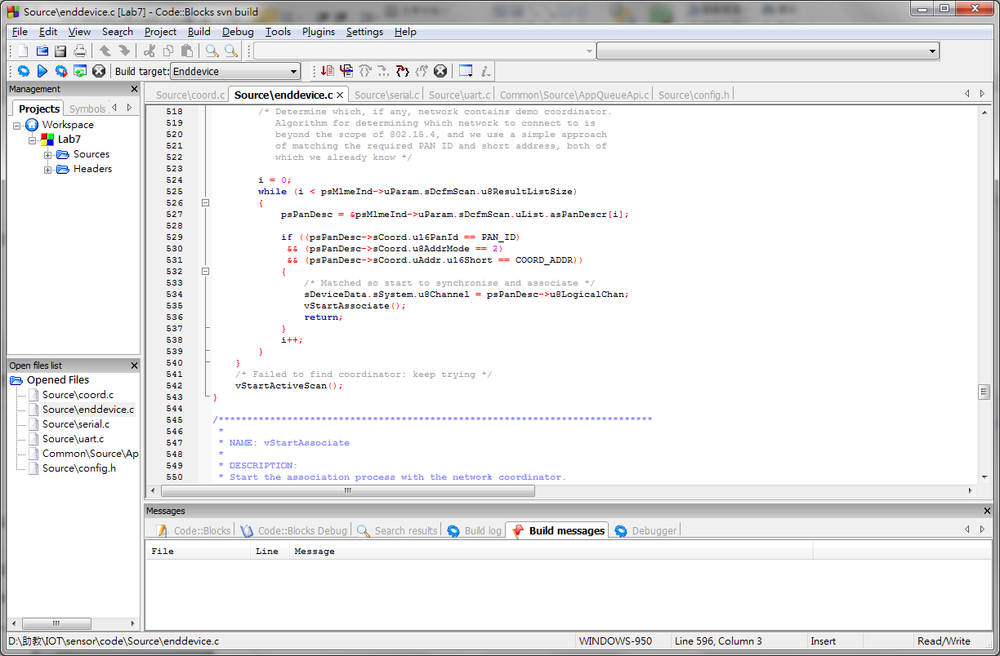 Source\enddevice.c [Lab7] - Code::Blocks svn build
File Edit View Search Project Build Debug Tools Plugins Settings Help
Build target: Enddevice
Management
Projects Symbols
Workspace
Lab7
Sources
Headers
Open files list
Opened Files
Source\coord.c
Source\enddevice.c
Source\serial.c
Source\uart.c
Common\Source\Ap
Source\config.h
Source\coord.c Source\enddevice.c Source\serial.c Source\uart.c Common\Source\AppQueueApi.c Source\config.h
518 /* Determine which, if any, network contains demo coordinator.
519 Algorithm for determining which network to connect to is
520 beyond the scope of 802.15.4, and we use a simple approach
521 of matching the required PAN ID and short address, both of
522 which we already know */
523
524 i = 0;
525 while (i < psMlmeInd->uParam.sDcfmScan.u8ResultListSize)
526 {
527 psPanDesc = &psMlmeInd->uParam.sDcfmScan.uList.asPanDescr[i];
528
529 if ((psPanDesc->sCoord.u16PanId == PAN_ID)
530 && (psPanDesc->sCoord.u8AddrMode == 2)
531 && (psPanDesc->sCoord.uAddr.u16Short == COORD_ADDR))
532 {
533 /* Matched so start to synchronise and associate */
534 sDeviceData.sSystem.u8Channel = psPanDesc->u8LogicalChan;
535 vStartAssociate();
536 return;
537 }
538 i++;
539 }
540 }
541 /* Failed to find coordinator: keep trying */
542 vStartActiveScan();
543 }
544
545 /****************************************************************************
546 *
547 * NAME: vStartAssociate
548 *
549 * DESCRIPTION:
550 * Start the association process with the network coordinator.
Messages
Code::Blocks Code::Blocks Debug Search results Build log Build messages Debugger
File Line Message
D:\助教\IOT\sensor\code\Source\enddevice.c WINDOWS-950 Line 596, Column 3 Insert Read/Write